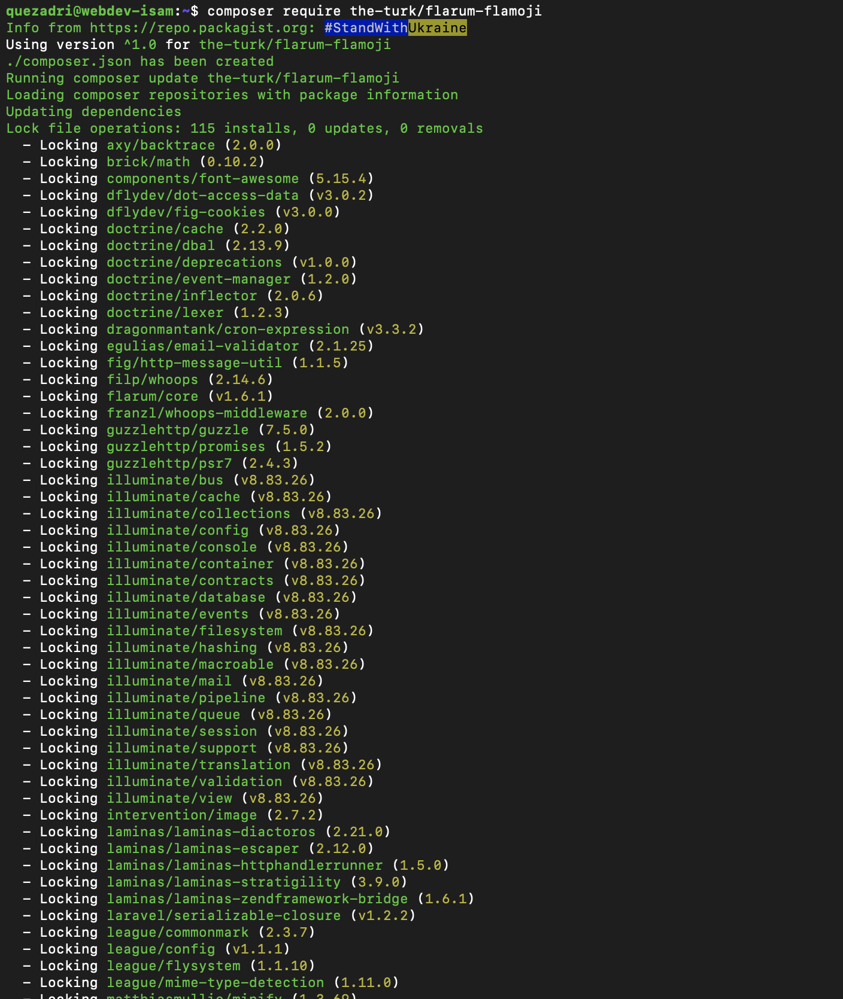 quezadri@webdev-isam:~$ composer require the-turk/flarum-flamoji
Info from https://repo.packagist.org: #StandWithUkraine
Using version ^1.0 for the-turk/flarum-flamoji
./composer.json has been created
Running composer update the-turk/flarum-flamoji
Loading composer repositories with package information
Updating dependencies
Lock file operations: 115 installs, 0 updates, 0 removals
  - Locking axy/backtrace (2.0.0)
  - Locking brick/math (0.10.2)
  - Locking components/font-awesome (5.15.4)
  - Locking dflydev/dot-access-data (v3.0.2)
  - Locking dflydev/fig-cookies (v3.0.0)
  - Locking doctrine/cache (2.2.0)
  - Locking doctrine/dbal (2.13.9)
  - Locking doctrine/deprecations (v1.0.0)
  - Locking doctrine/event-manager (1.2.0)
  - Locking doctrine/inflector (2.0.6)
  - Locking doctrine/lexer (1.2.3)
  - Locking dragonmantank/cron-expression (v3.3.2)
  - Locking egulias/email-validator (2.1.25)
  - Locking fig/http-message-util (1.1.5)
  - Locking filp/whoops (2.14.6)
  - Locking flarum/core (v1.6.1)
  - Locking franzl/whoops-middleware (2.0.0)
  - Locking guzzlehttp/guzzle (7.5.0)
  - Locking guzzlehttp/promises (1.5.2)
  - Locking guzzlehttp/psr7 (2.4.3)
  - Locking illuminate/bus (v8.83.26)
  - Locking illuminate/cache (v8.83.26)
  - Locking illuminate/collections (v8.83.26)
  - Locking illuminate/config (v8.83.26)
  - Locking illuminate/console (v8.83.26)
  - Locking illuminate/container (v8.83.26)
  - Locking illuminate/contracts (v8.83.26)
  - Locking illuminate/database (v8.83.26)
  - Locking illuminate/events (v8.83.26)
  - Locking illuminate/filesystem (v8.83.26)
  - Locking illuminate/hashing (v8.83.26)
  - Locking illuminate/macroable (v8.83.26)
  - Locking illuminate/mail (v8.83.26)
  - Locking illuminate/pipeline (v8.83.26)
  - Locking illuminate/queue (v8.83.26)
  - Locking illuminate/session (v8.83.26)
  - Locking illuminate/support (v8.83.26)
  - Locking illuminate/translation (v8.83.26)
  - Locking illuminate/validation (v8.83.26)
  - Locking illuminate/view (v8.83.26)
  - Locking intervention/image (2.7.2)
  - Locking laminas/laminas-diactoros (2.21.0)
  - Locking laminas/laminas-escaper (2.12.0)
  - Locking laminas/laminas-httphandlerrunner (1.5.0)
  - Locking laminas/laminas-stratigility (3.9.0)
  - Locking laminas/laminas-zendframework-bridge (1.6.1)
  - Locking laravel/serializable-closure (v1.2.2)
  - Locking league/commonmark (2.3.7)
  - Locking league/config (v1.1.1)
  - Locking league/flysystem (1.1.10)
  - Locking league/mime-type-detection (1.11.0)
  - Locking matthiasmullie/minify